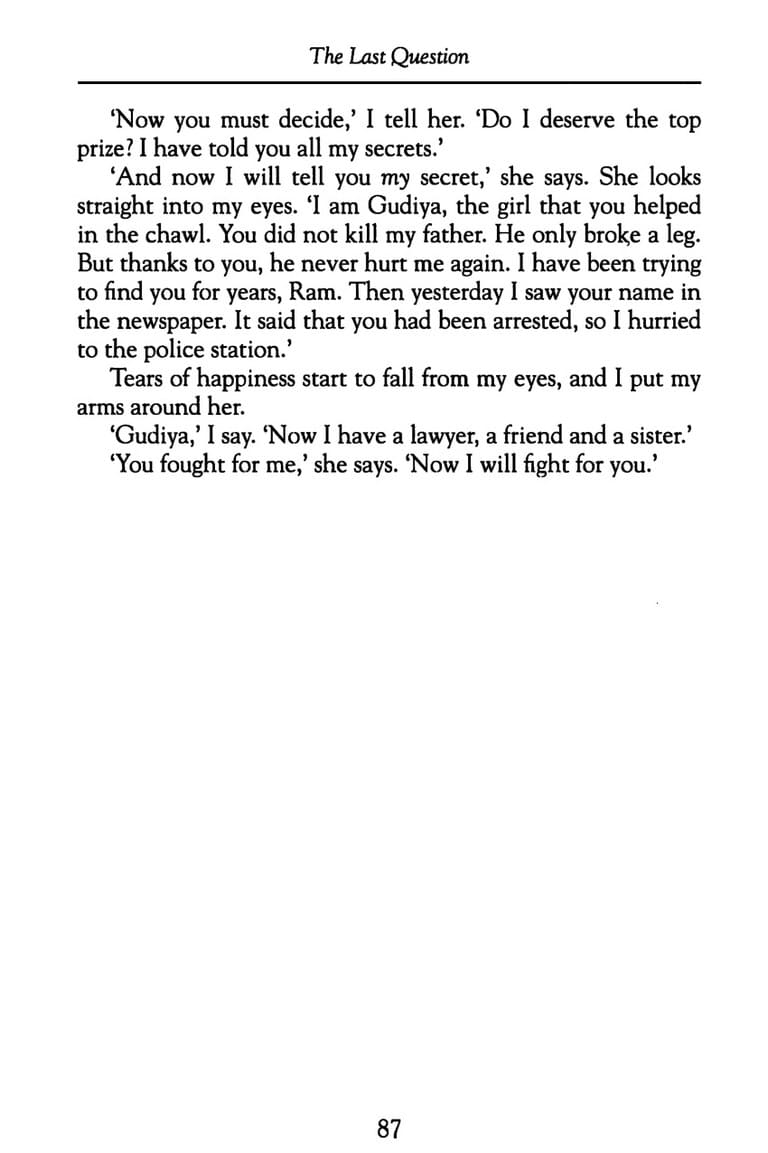 The Last Question
‘Now you must decide,’ I tell her. ‘Do I deserve the top
prize? I have told you all my secrets.’
‘And now I will tell you my secret,’ she says. She looks
straight into my eyes. ‘I am Gudiya, the girl that you helped
in the chawl. You did not kill my father. He only broke a leg.
But thanks to you, he never hurt me again. I have been trying
to find you for years, Ram. Then yesterday I saw your name in
the newspaper. It said that you had been arrested, so I hurried
to the police station.’
Tears of happiness start to fall from my eyes, and I put my
arms around her.
‘Gudiya,’ I say. ‘Now I have a lawyer, a friend and a sister.’
‘You fought for me,’ she says. ‘Now I will fight for you.’
87